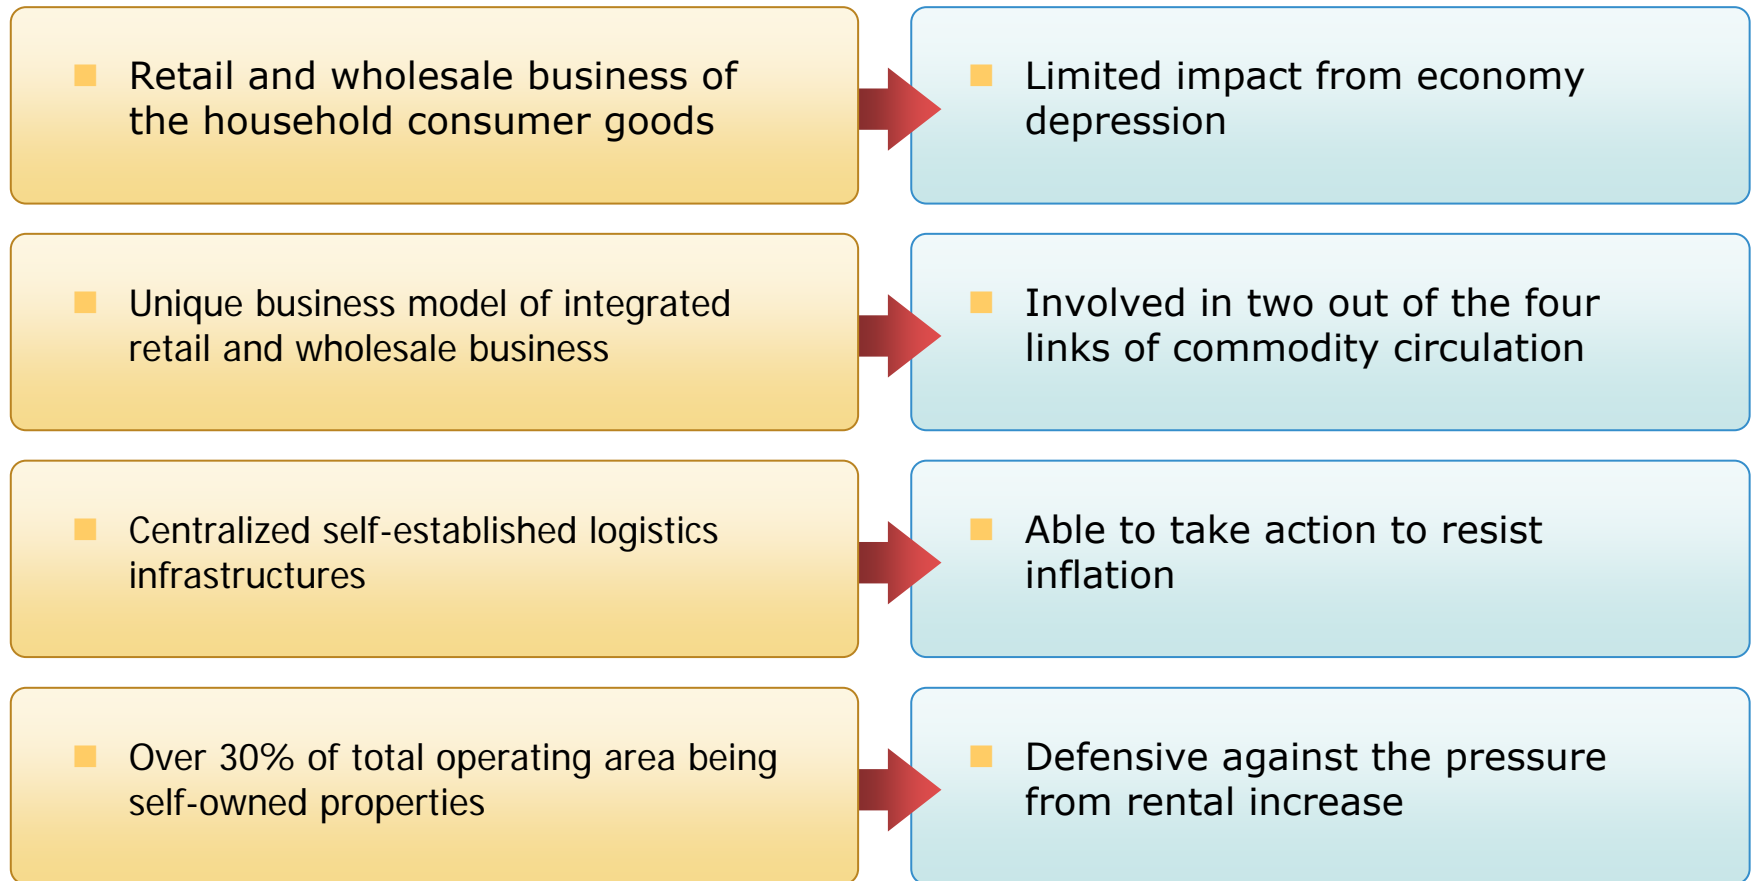 Retail and wholesale business of
the household consumer goods
Limited impact from economy
depression
Unique business model of integrated
retail and wholesale business
Involved in two out of the four
links of commodity circulation
Centralized self-established logistics
infrastructures
Able to take action to resist
inflation
Over 30% of total operating area being
self-owned properties
Defensive against the pressure
from rental increase